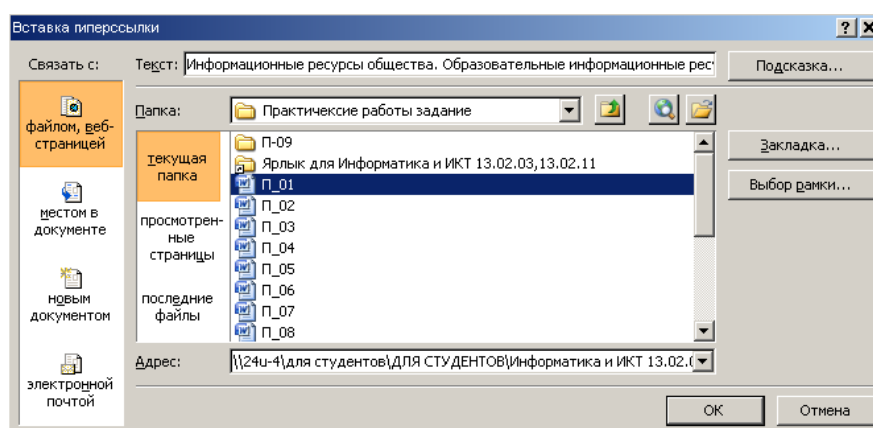 Вставка гиперссылки
Связать с:
Текст: Информационные ресурсы общества. Образовательные информационные рес
Подсказка...
файлом, веб-
страницей
местом в
документе
новым
документом
электронной
почтой
Папка: Практичексие работы задание
текущая
папка
просмотрен-
ные
страницы
последние
файлы
П-09
Ярлык для Информатика и ИКТ 13.02.03,13.02.11
П_01
П_02
П_03
П_04
П_05
П_06
П_07
П_08
Закладка...
Выбор рамки...
Адрес: \\24u-4\для студентов\ДЛЯ СТУДЕНТОВ\Информатика и ИКТ 13.02.
ОК
Отмена